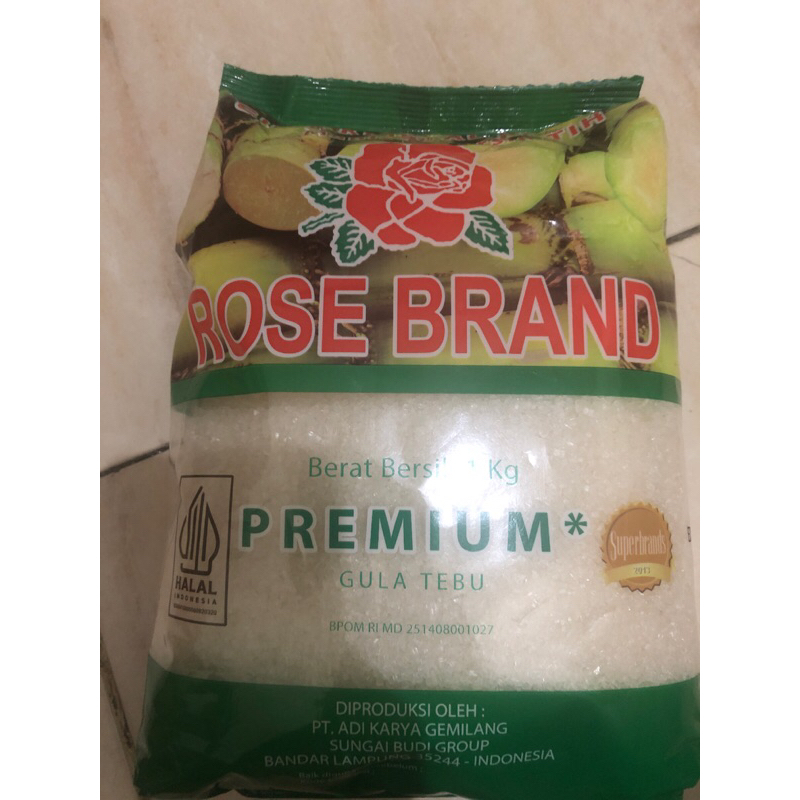 ROSE BRAND
Berat Bersih 1 Kg
PREMIUM*
GULA TEBU
HALAL
INDONESIA
Superbrands
BPOM RI MD 251408001027
DIPRODUKSI OLEH :
PT. ADI KARYA GEMILANG
SUNGAI BUDI GROUP
BANDAR LAMPUNG 35244 - INDONESIA